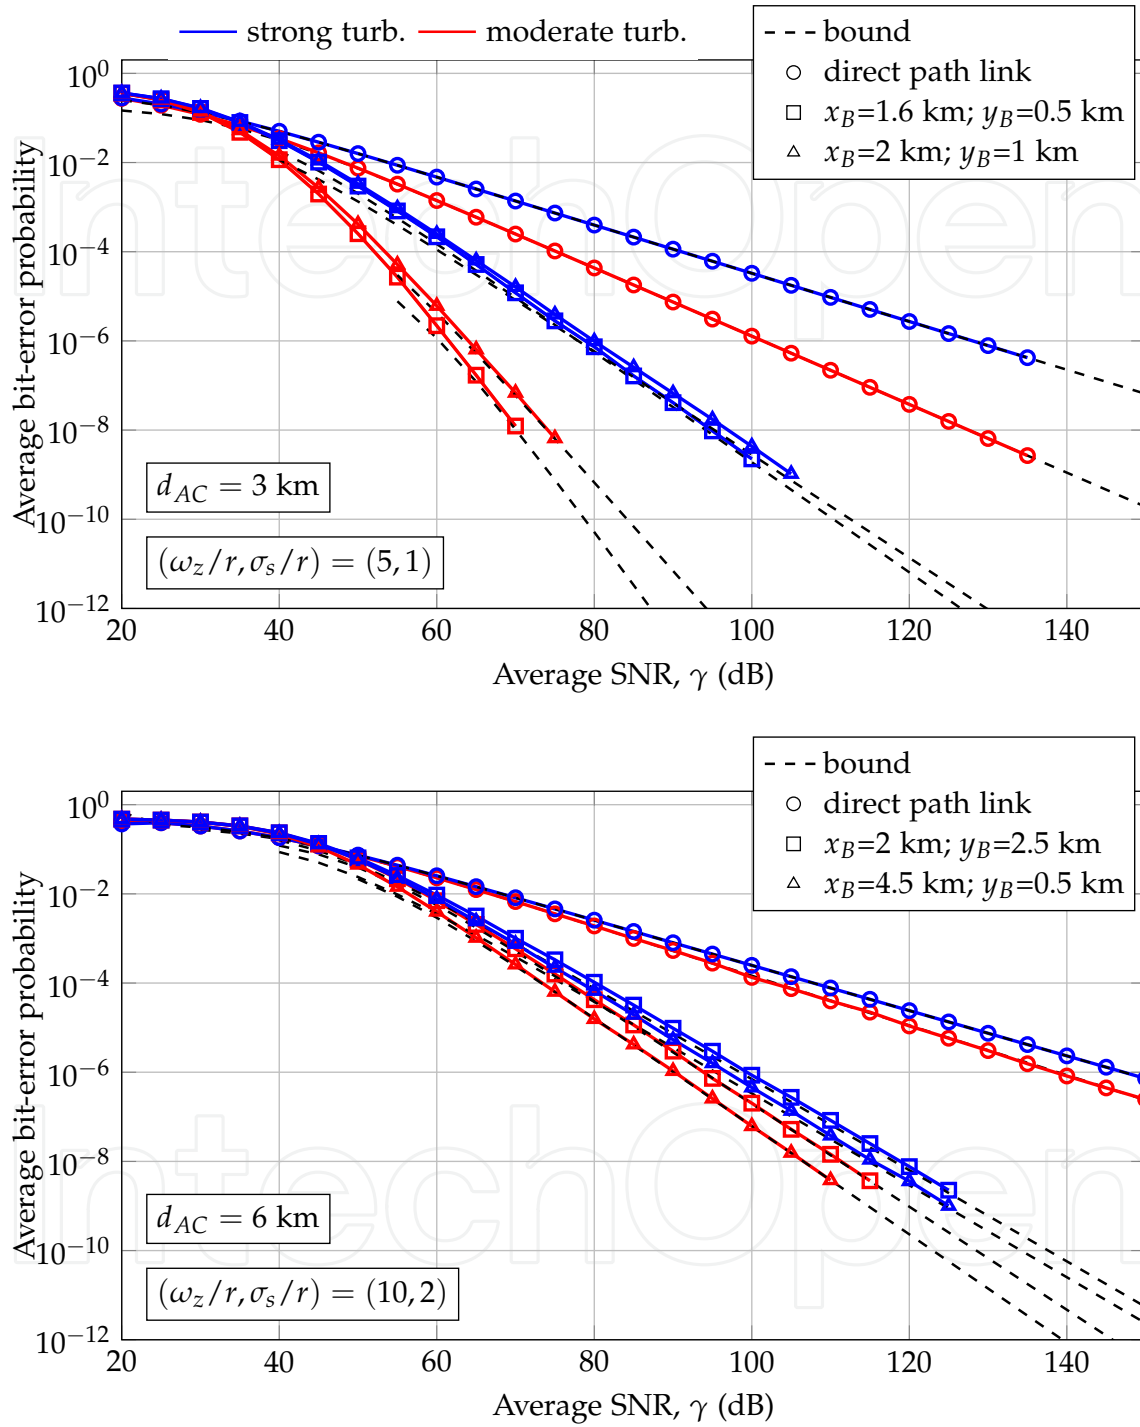 strong turb. moderate turb.
bound
direct path link
x_B=1.6 km; y_B=0.5 km
x_B=2 km; y_B=1 km
Average bit-error probability
10^0
10^−2
10^−4
10^−6
10^−8
10^−10
10^−12
d_AC = 3 km
(ω_z/r, σ_s/r) = (5, 1)
20 40 60 80 100 120 140
Average SNR, γ (dB)
bound
direct path link
x_B=2 km; y_B=2.5 km
x_B=4.5 km; y_B=0.5 km
Average bit-error probability
10^0
10^−2
10^−4
10^−6
10^−8
10^−10
10^−12
d_AC = 6 km
(ω_z/r, σ_s/r) = (10, 2)
20 40 60 80 100 120 140
Average SNR, γ (dB)
IntechOpen
IntechOpen